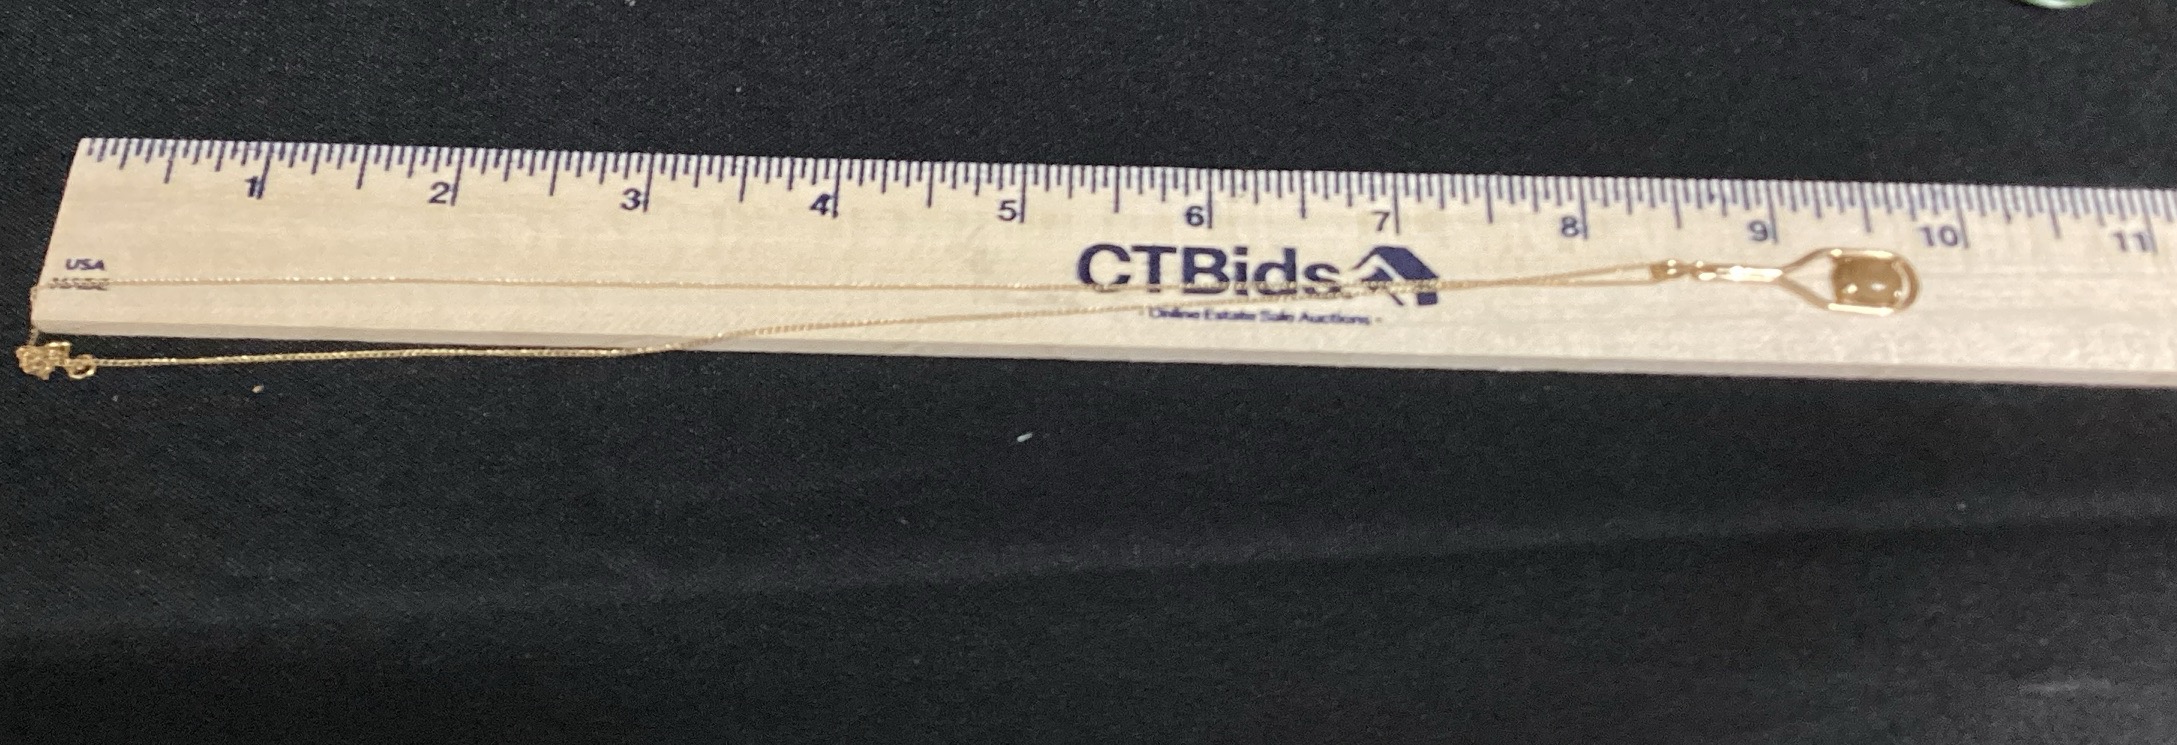 1 2 3 4 5 6 7 8 9 10 11
USA
CTBids
- Online Estate Sale Auctions -